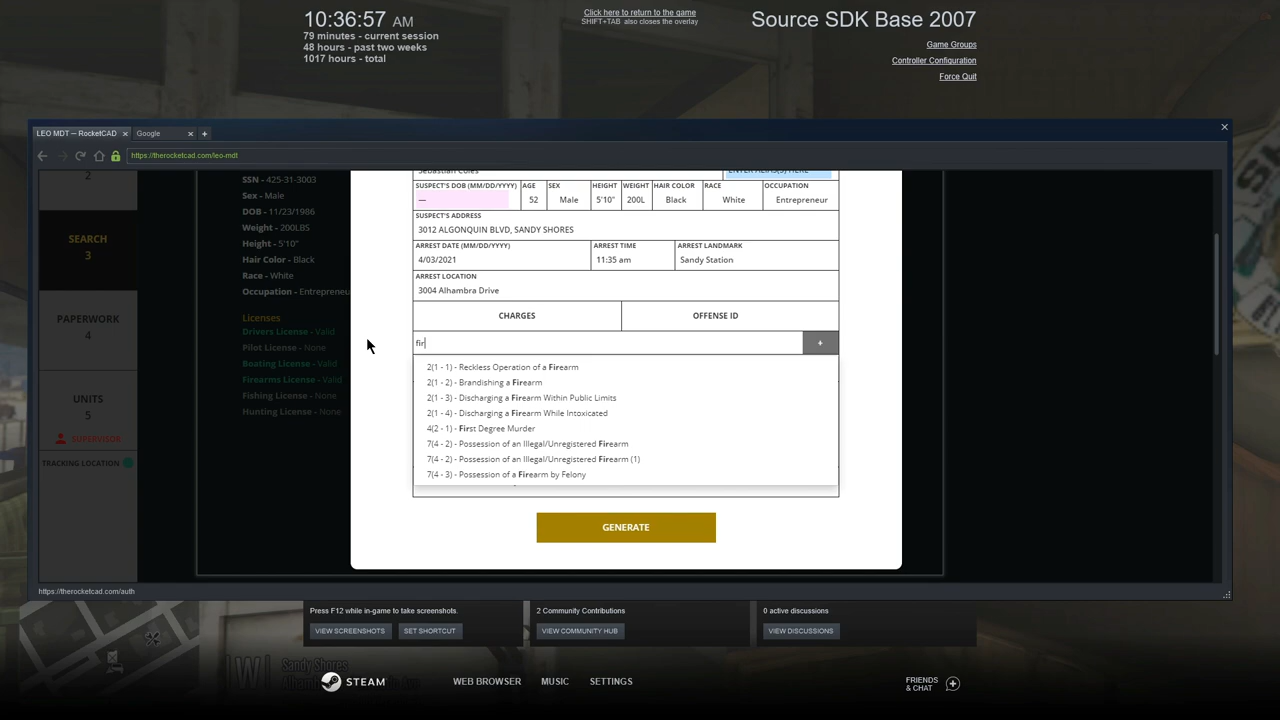 10:36:57 AM
79 minutes - current session
48 hours - past two weeks
1017 hours - total
Click here to return to the game
SHIFT+TAB also closes the overlay
Source SDK Base 2007
Game Groups
Controller Configuration
Force Quit
LEO MDT — RocketCAD
Google
https://therocketcad.com/leo-mdt
2
SEARCH
3
PAPERWORK
4
UNITS
5
SUPERVISOR
TRACKING LOCATION
SSN - 425-31-3003
Sex - Male
DOB - 11/23/1986
Weight - 200LBS
Height - 5'10"
Hair Color - Black
Race - White
Occupation - Entrepreneu
Licenses
Drivers License - Valid
Pilot License - None
Boating License - Valid
Firearms License - Valid
Fishing License - None
Hunting License - None
Sebastian Coles
ENTER ALIAS(S) HERE
SUSPECT'S DOB (MM/DD/YYYY) AGE SEX HEIGHT WEIGHT HAIR COLOR RACE OCCUPATION
— 52 Male 5'10" 200L Black White Entrepreneur
SUSPECT'S ADDRESS
3012 ALGONQUIN BLVD, SANDY SHORES
ARREST DATE (MM/DD/YYYY) ARREST TIME ARREST LANDMARK
4/03/2021 11:35 am Sandy Station
ARREST LOCATION
3004 Alhambra Drive
CHARGES OFFENSE ID
fir +
2(1 - 1) - Reckless Operation of a Firearm
2(1 - 2) - Brandishing a Firearm
2(1 - 3) - Discharging a Firearm Within Public Limits
2(1 - 4) - Discharging a Firearm While Intoxicated
4(2 - 1) - First Degree Murder
7(4 - 2) - Possession of an Illegal/Unregistered Firearm
7(4 - 2) - Possession of an Illegal/Unregistered Firearm (1)
7(4 - 3) - Possession of a Firearm by Felony
GENERATE
https://therocketcad.com/auth
Press F12 while in-game to take screenshots.
VIEW SCREENSHOTS SET SHORTCUT
2 Community Contributions
VIEW COMMUNITY HUB
0 active discussions
VIEW DISCUSSIONS
W
Sandy Shores
STEAM
WEB BROWSER MUSIC SETTINGS
FRIENDS
& CHAT